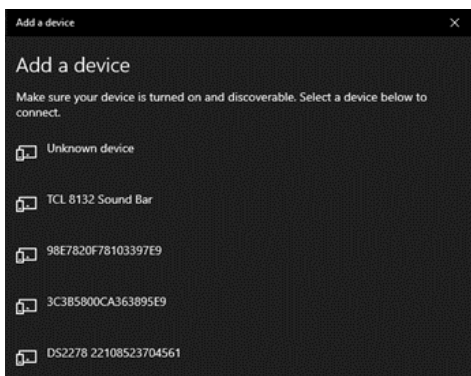 Add a device
Add a device
Make sure your device is turned on and discoverable. Select a device below to
connect.
Unknown device
TCL 8132 Sound Bar
98E7820F78103397E9
3C3B5800CA363895E9
DS2278 22108523704561